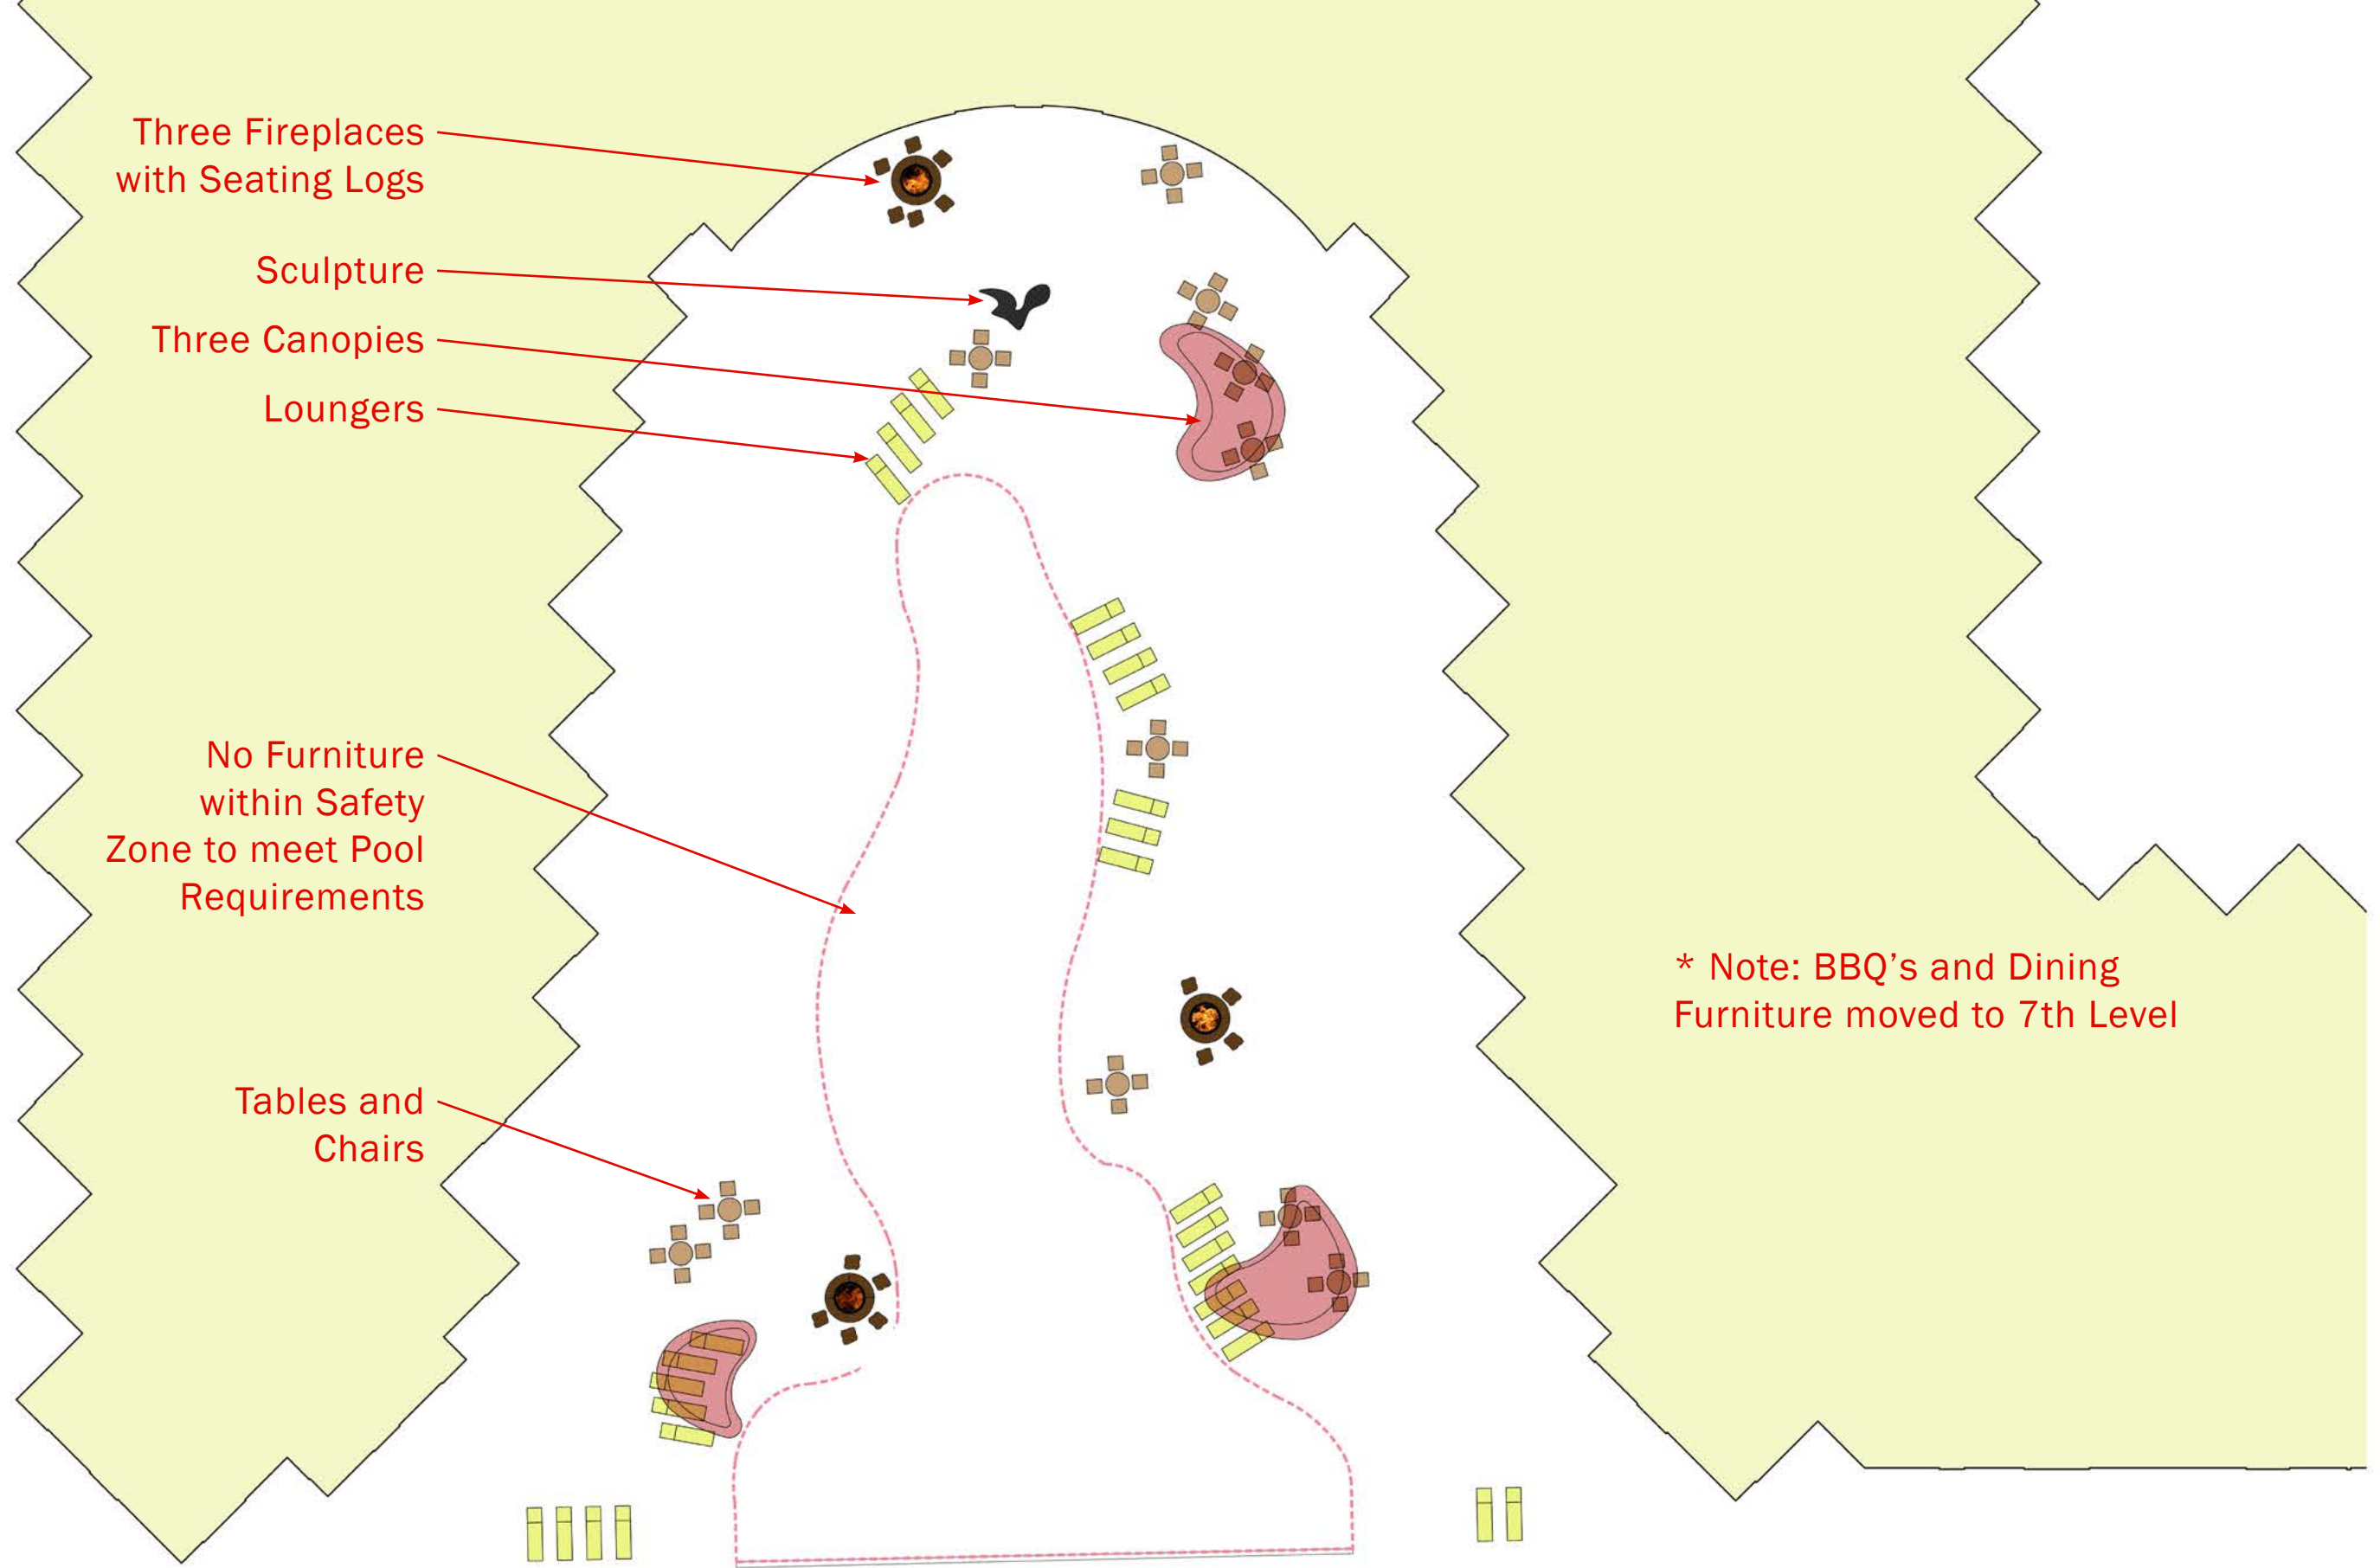 Three Fireplaces
with Seating Logs
Sculpture
Three Canopies
Loungers
No Furniture
within Safety
Zone to meet Pool
Requirements
* Note: BBQ’s and Dining
Furniture moved to 7th Level
Tables and
Chairs